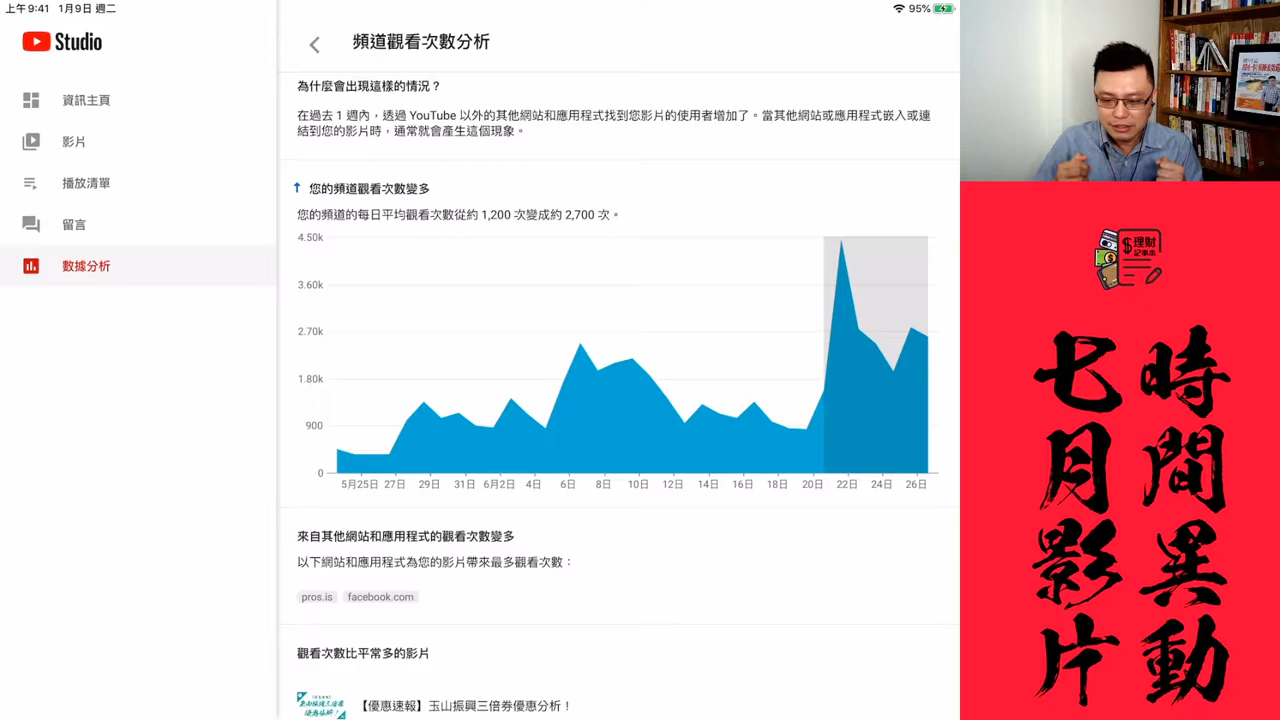 上午9:41 1月9日 週二
95%
Studio
資訊主頁
影片
播放清單
留言
數據分析
頻道觀看次數分析
為什麼會出現這樣的情況？
在過去 1 週內，透過 YouTube 以外的其他網站和應用程式找到您影片的使用者增加了。當其他網站或應用程式嵌入或連
結到您的影片時，通常就會產生這個現象。
您的頻道觀看次數變多
您的頻道的每日平均觀看次數從約 1,200 次變成約 2,700 次。
4.50k
3.60k
2.70k
1.80k
900
0
5月25日 27日 29日 31日 6月2日 4日 6日 8日 10日 12日 14日 16日 18日 20日 22日 24日 26日
來自其他網站和應用程式的觀看次數變多
以下網站和應用程式為您的影片帶來最多觀看次數：
pros.is facebook.com
觀看次數比平常多的影片
【優惠速報】玉山振興三倍券優惠分析！
$理財
記事本
時間異動
七月影片